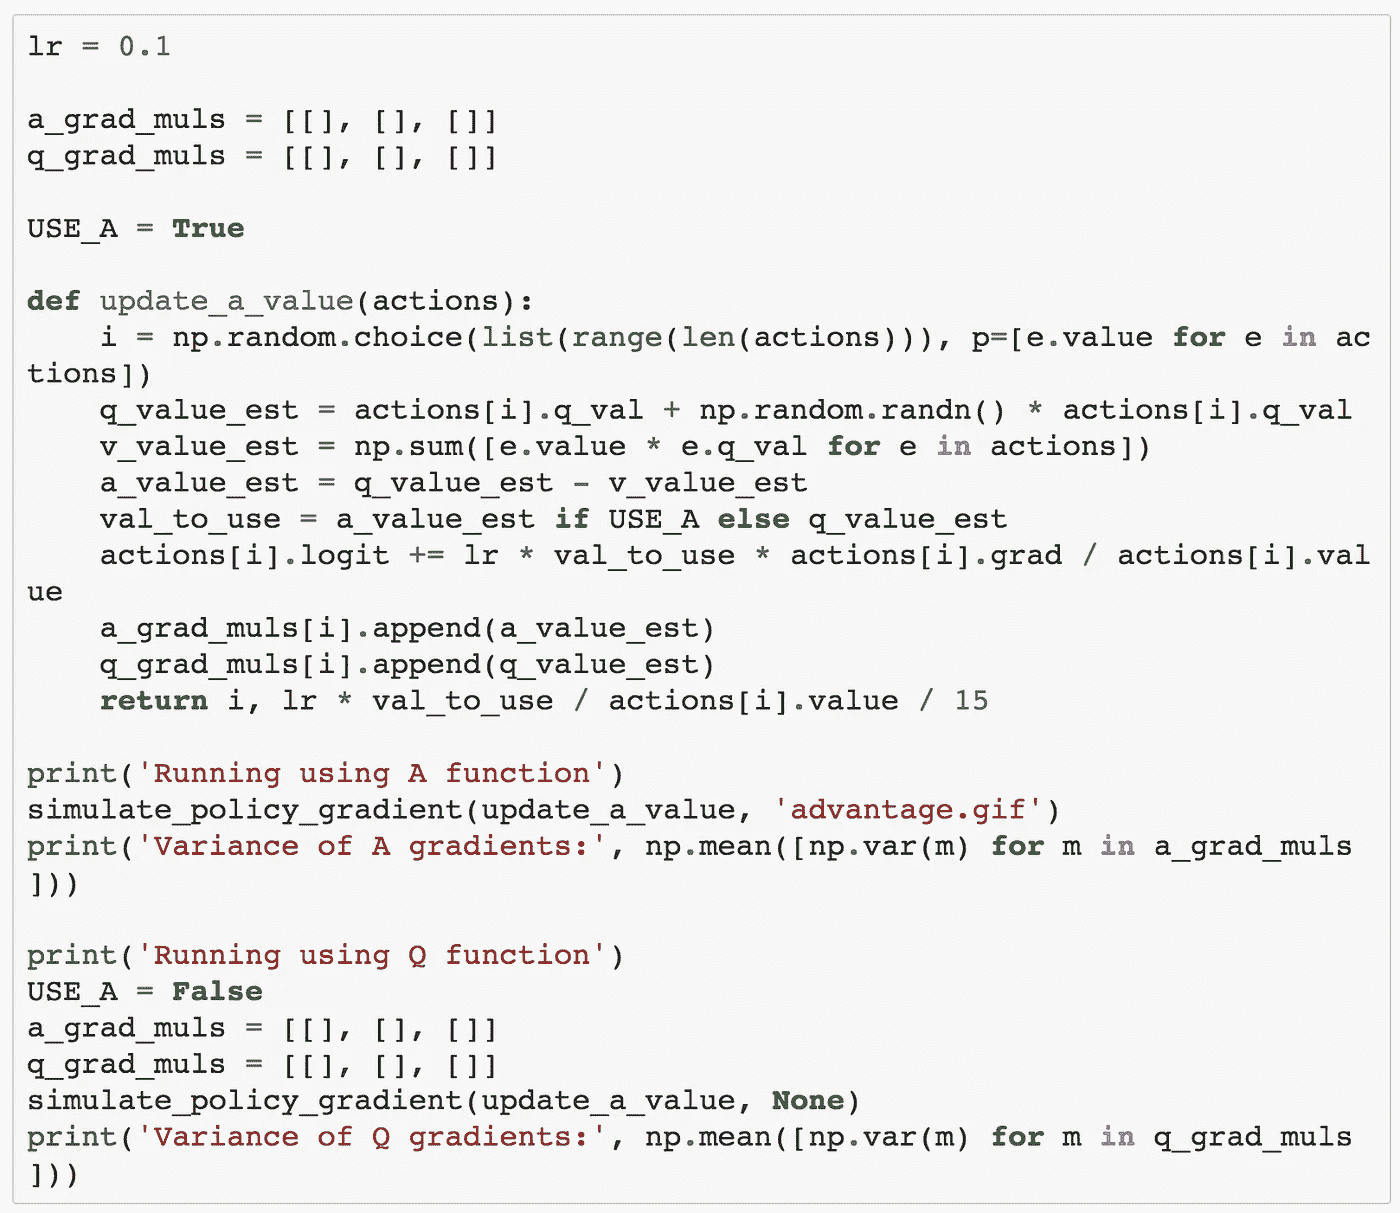 lr = 0.1

a_grad_muls = [[], [], []]
q_grad_muls = [[], [], []]

USE_A = True

def update_a_value(actions):
    i = np.random.choice(list(range(len(actions))), p=[e.value for e in ac
tions])
    q_value_est = actions[i].q_val + np.random.randn() * actions[i].q_val
    v_value_est = np.sum([e.value * e.q_val for e in actions])
    a_value_est = q_value_est - v_value_est
    val_to_use = a_value_est if USE_A else q_value_est
    actions[i].logit += lr * val_to_use * actions[i].grad / actions[i].val
ue
    a_grad_muls[i].append(a_value_est)
    q_grad_muls[i].append(q_value_est)
    return i, lr * val_to_use / actions[i].value / 15

print('Running using A function')
simulate_policy_gradient(update_a_value, 'advantage.gif')
print('Variance of A gradients:', np.mean([np.var(m) for m in a_grad_muls
]))

print('Running using Q function')
USE_A = False
a_grad_muls = [[], [], []]
q_grad_muls = [[], [], []]
simulate_policy_gradient(update_a_value, None)
print('Variance of Q gradients:', np.mean([np.var(m) for m in q_grad_muls
]))